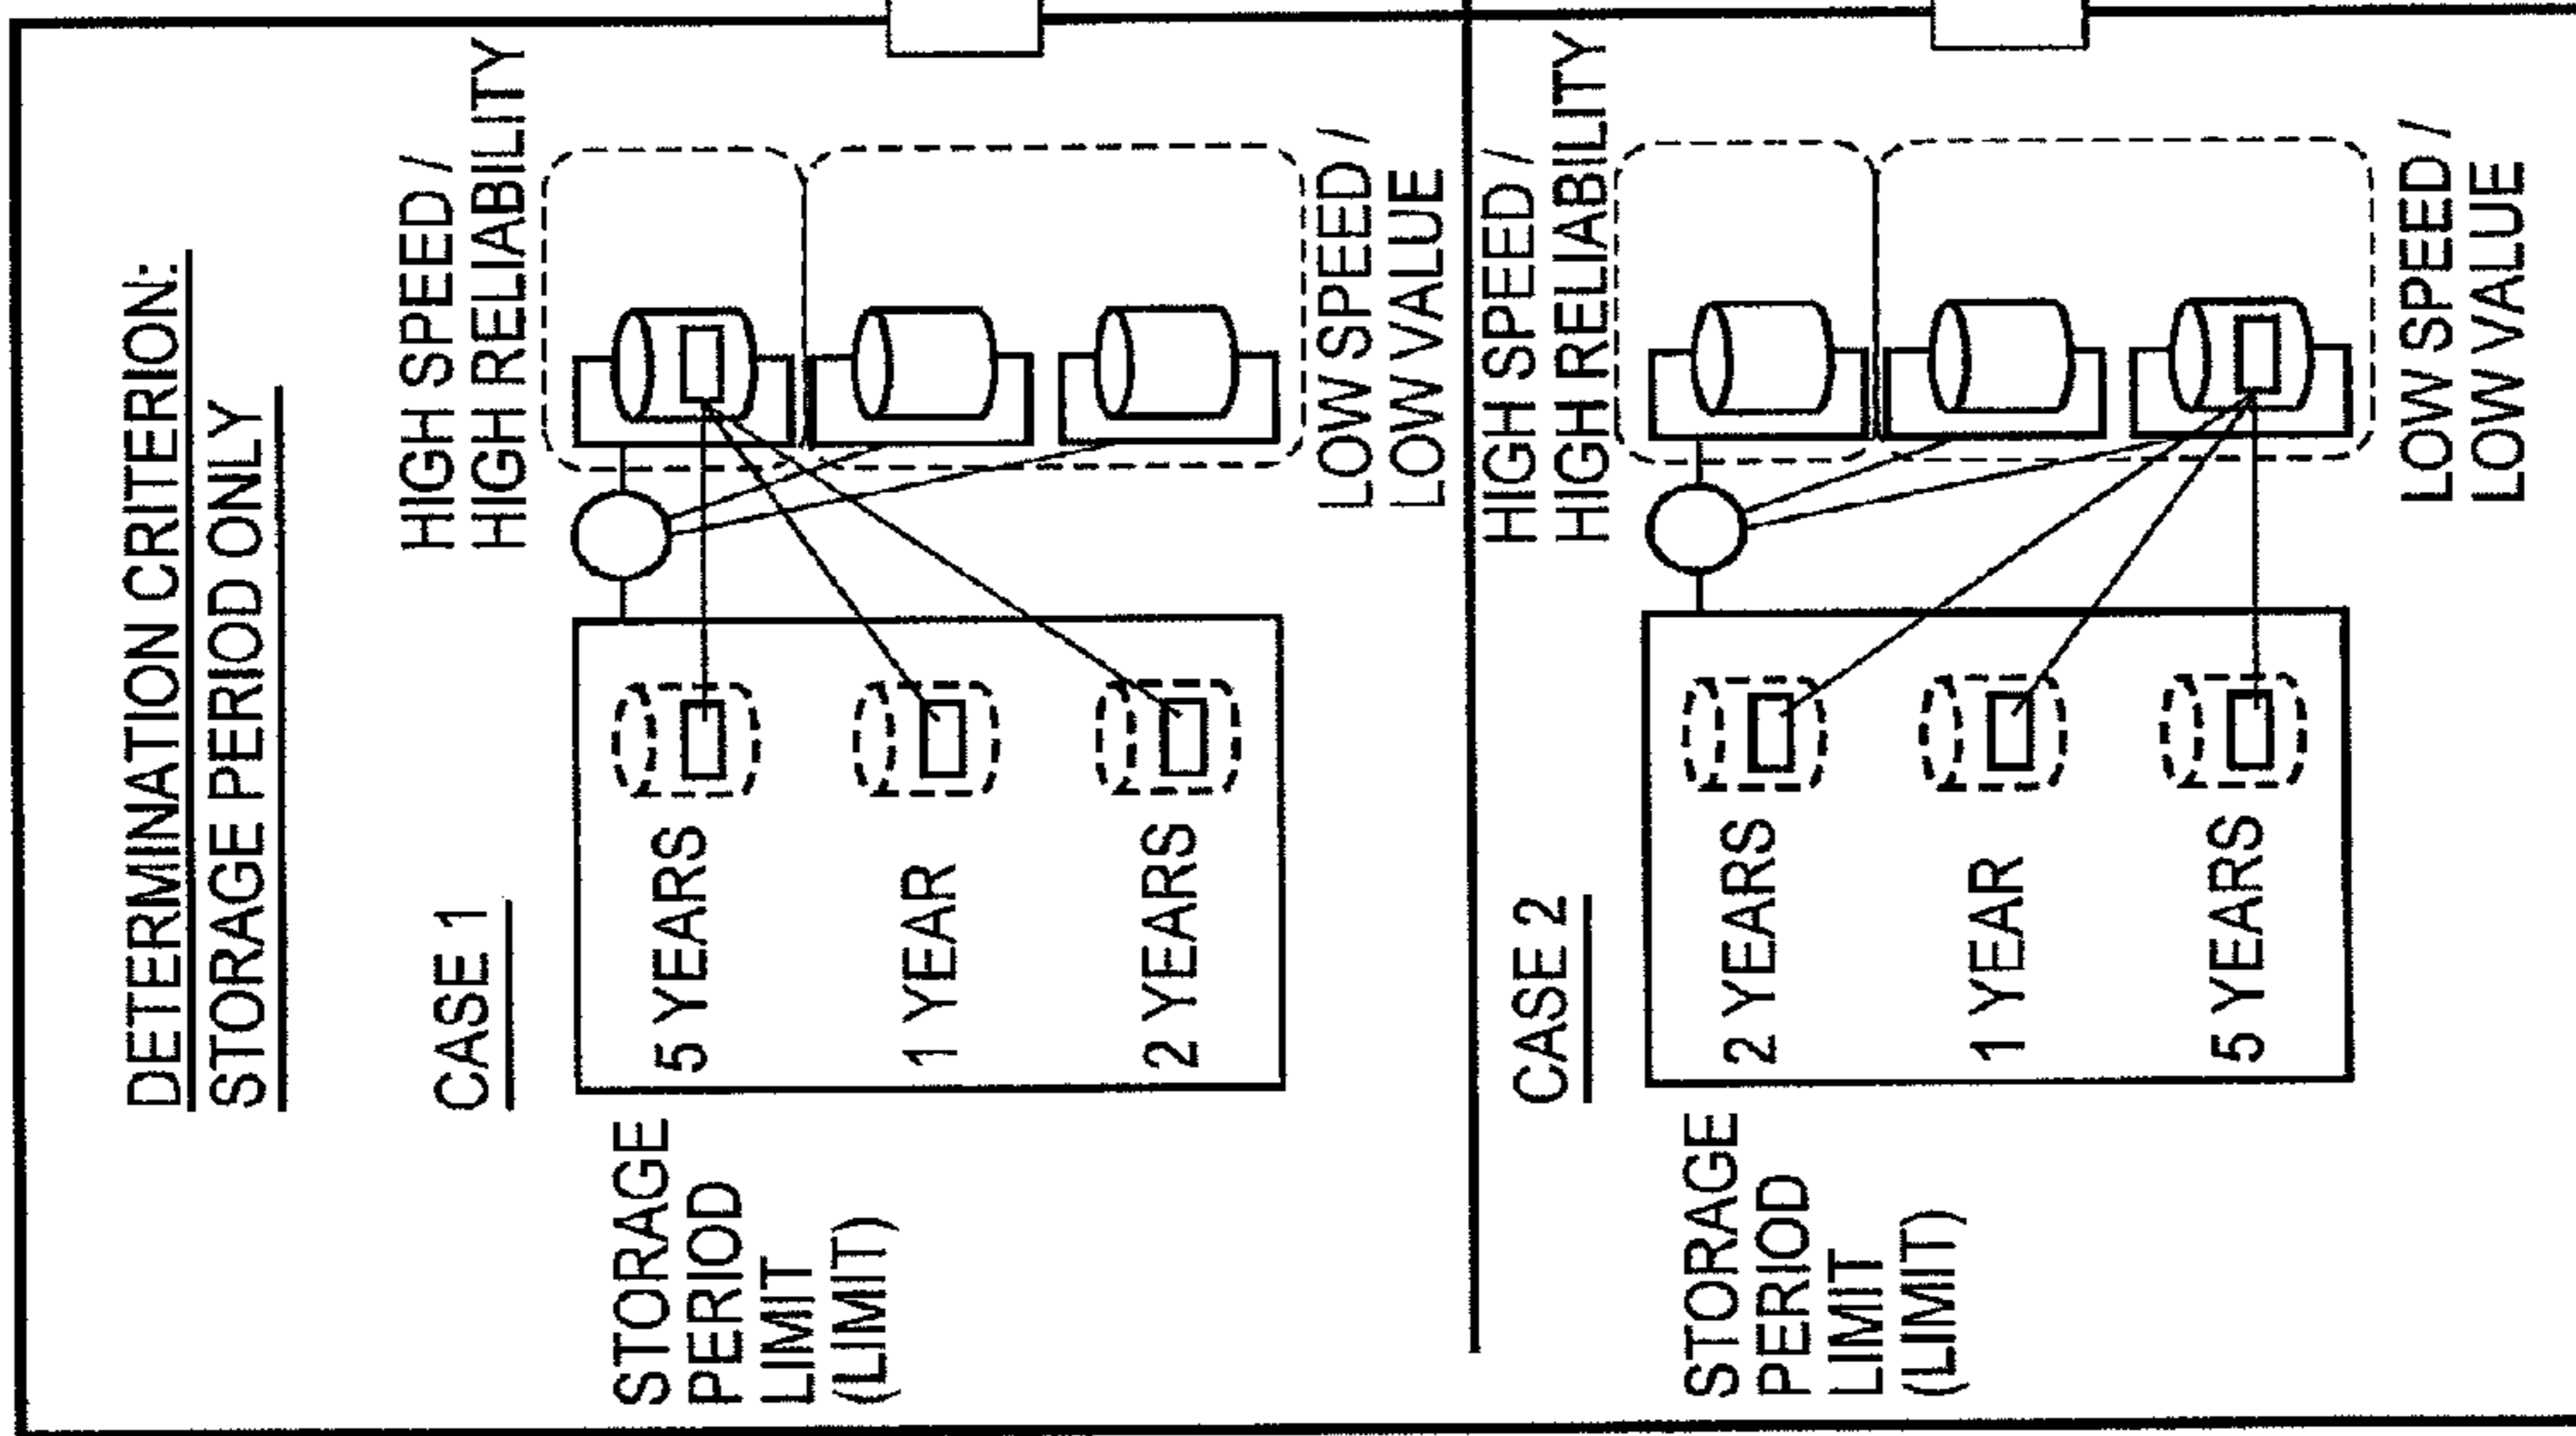 DETERMINATION CRITERION:
STORAGE PERIOD ONLY
CASE 1
HIGH SPEED /
HIGH RELIABILITY
STORAGE
PERIOD
LIMIT
(LIMIT)
5 YEARS
1 YEAR
2 YEARS
LOW SPEED /
LOW VALUE
CASE 2
HIGH SPEED /
HIGH RELIABILITY
STORAGE
PERIOD
LIMIT
(LIMIT)
2 YEARS
1 YEAR
5 YEARS
LOW SPEED /
LOW VALUE